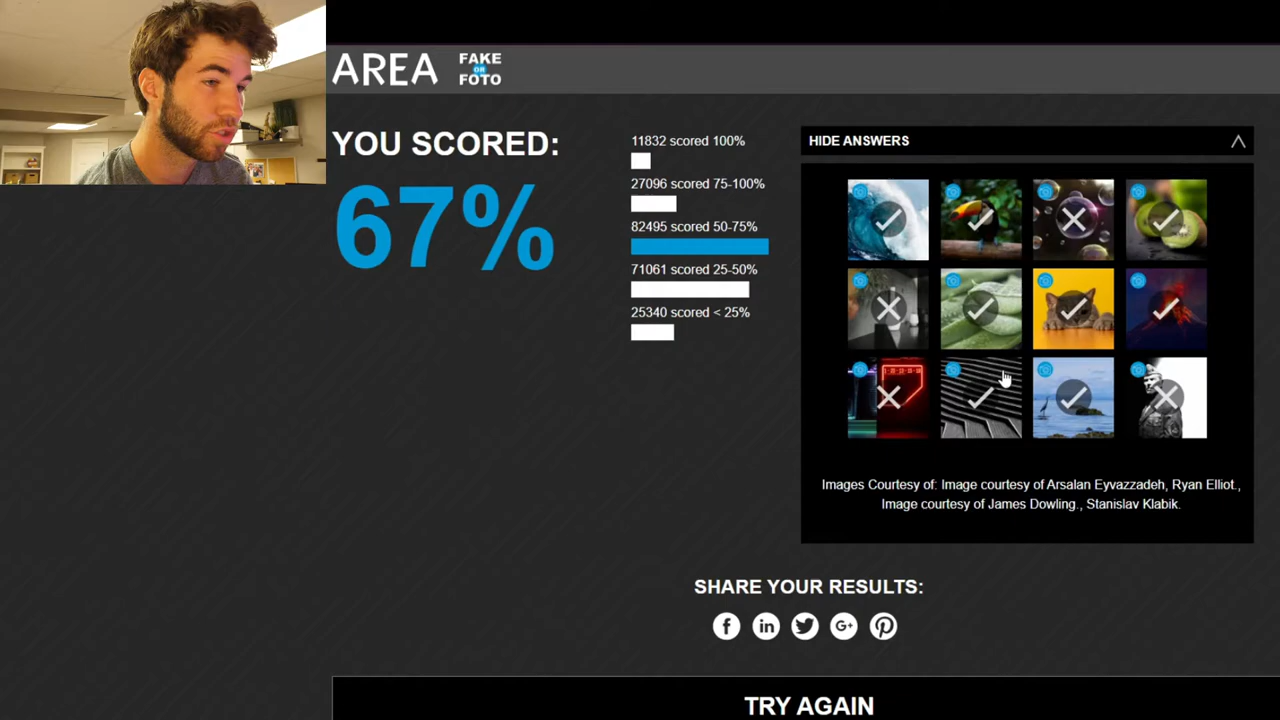 AREA
FAKE
OR
FOTO
YOU SCORED:
67%
11832 scored 100%
27096 scored 75-100%
82495 scored 50-75%
71061 scored 25-50%
25340 scored < 25%
HIDE ANSWERS
Images Courtesy of: Image courtesy of Arsalan Eyvazzadeh, Ryan Elliot.,
Image courtesy of James Dowling., Stanislav Klabik.
SHARE YOUR RESULTS:
f in G+
TRY AGAIN